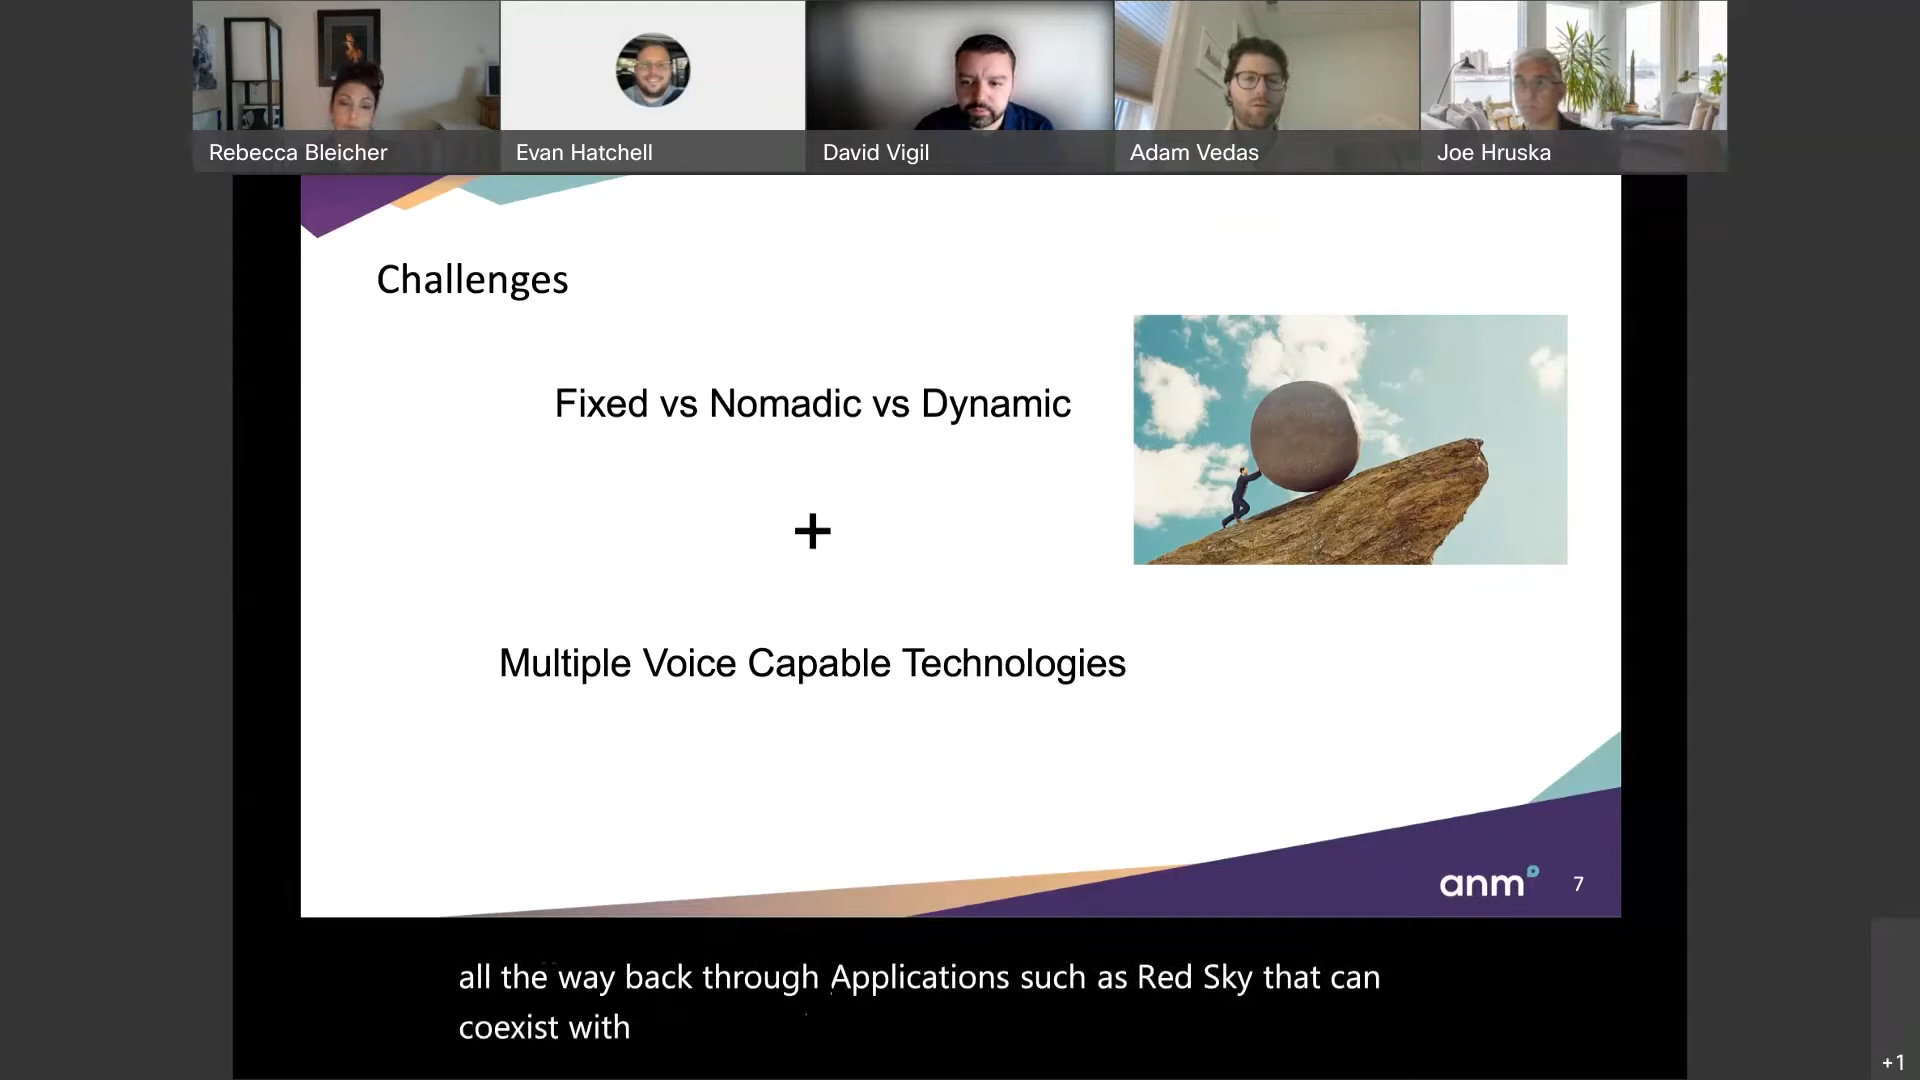 Rebecca Bleicher
Evan Hatchell
David Vigil
Adam Vedas
Joe Hruska
Challenges
Fixed vs Nomadic vs Dynamic
+
Multiple Voice Capable Technologies
anm
7
all the way back through Applications such as Red Sky that can
coexist with
+1